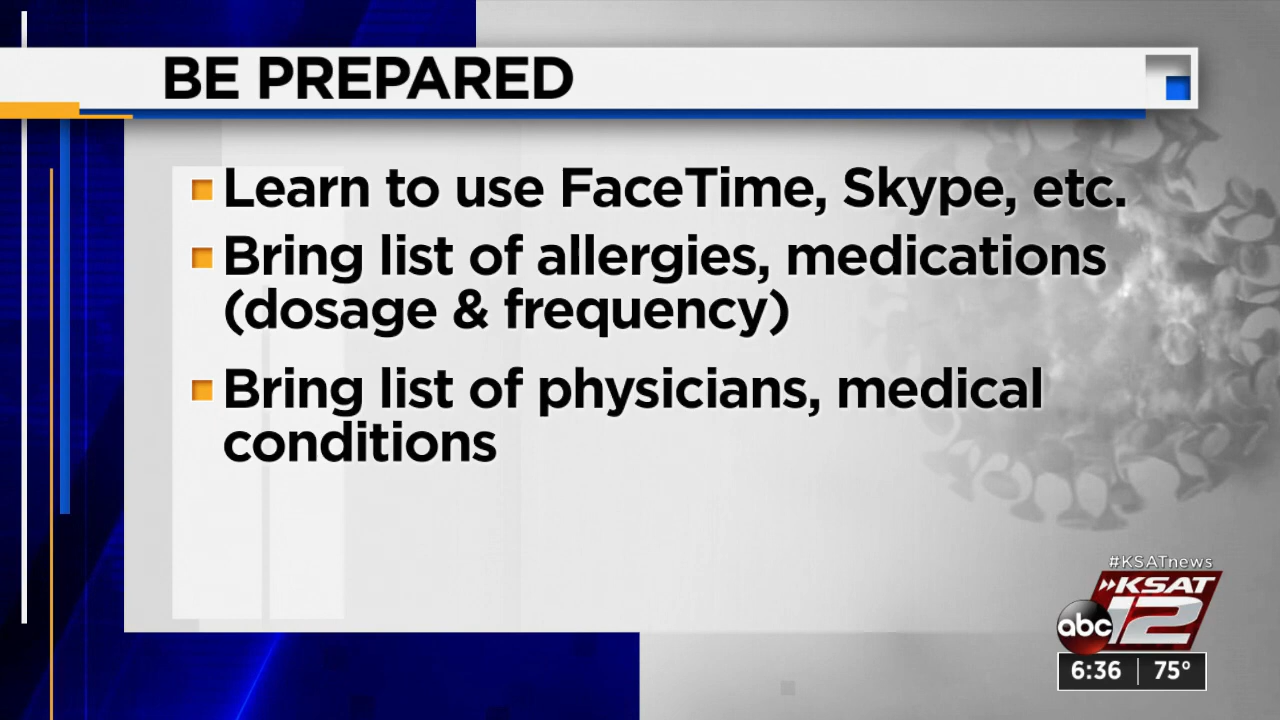 BE PREPARED
Learn to use FaceTime, Skype, etc.
Bring list of allergies, medications
(dosage & frequency)
Bring list of physicians, medical
conditions
#KSATnews
KSAT
abc 12
6:36 75°